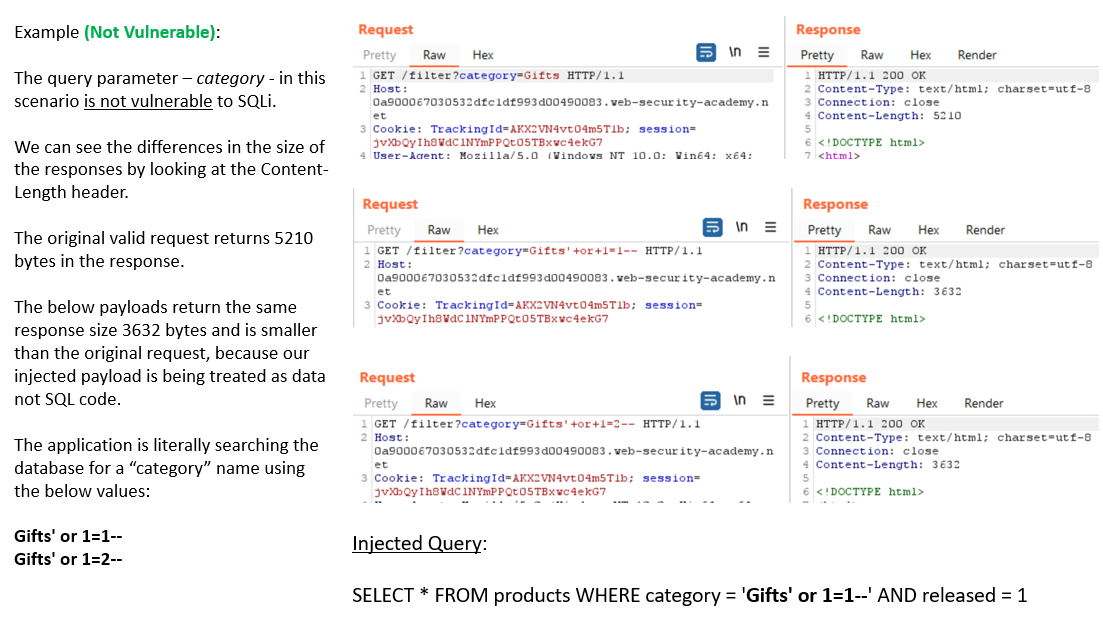 Example (Not Vulnerable):
The query parameter – category - in this
scenario is not vulnerable to SQLi.
We can see the differences in the size of
the responses by looking at the Content-
Length header.
The original valid request returns 5210
bytes in the response.
The below payloads return the same
response size 3632 bytes and is smaller
than the original request, because our
injected payload is being treated as data
not SQL code.
The application is literally searching the
database for a “category” name using
the below values:
Gifts' or 1=1--
Gifts' or 1=2--
Request
Pretty Raw Hex
\n
1 GET /filter?category=Gifts HTTP/1.1
2 Host:
0a900067030532dfc1df993d00490083.web-security-academy.n
et
3 Cookie: TrackingId=AKX2VN4vt04m5T1b; session=
jvXbQyIh8WdC1NYmPPQt05TBxwc4ekG7
4 User-Agent: Mozilla/5.0 (Windows NT 10.0; Win64; x64;
Response
Pretty Raw Hex Render
1 HTTP/1.1 200 OK
2 Content-Type: text/html; charset=utf-8
3 Connection: close
4 Content-Length: 5210
5
6 <!DOCTYPE html>
7 <html>
Request
Pretty Raw Hex
\n
1 GET /filter?category=Gifts'+or+1=1-- HTTP/1.1
2 Host:
0a900067030532dfc1df993d00490083.web-security-academy.n
et
3 Cookie: TrackingId=AKX2VN4vt04m5T1b; session=
jvXbQyIh8WdC1NYmPPQt05TBxwc4ekG7
Response
Pretty Raw Hex Render
1 HTTP/1.1 200 OK
2 Content-Type: text/html; charset=utf-8
3 Connection: close
4 Content-Length: 3632
5
6 <!DOCTYPE html>
Request
Pretty Raw Hex
\n
1 GET /filter?category=Gifts'+or+1=2-- HTTP/1.1
2 Host:
0a900067030532dfc1df993d00490083.web-security-academy.n
et
3 Cookie: TrackingId=AKX2VN4vt04m5T1b; session=
jvXbQyIh8WdC1NYmPPQt05TBxwc4ekG7
Response
Pretty Raw Hex Render
1 HTTP/1.1 200 OK
2 Content-Type: text/html; charset=utf-8
3 Connection: close
4 Content-Length: 3632
5
6 <!DOCTYPE html>
Injected Query:
SELECT * FROM products WHERE category = 'Gifts' or 1=1--' AND released = 1